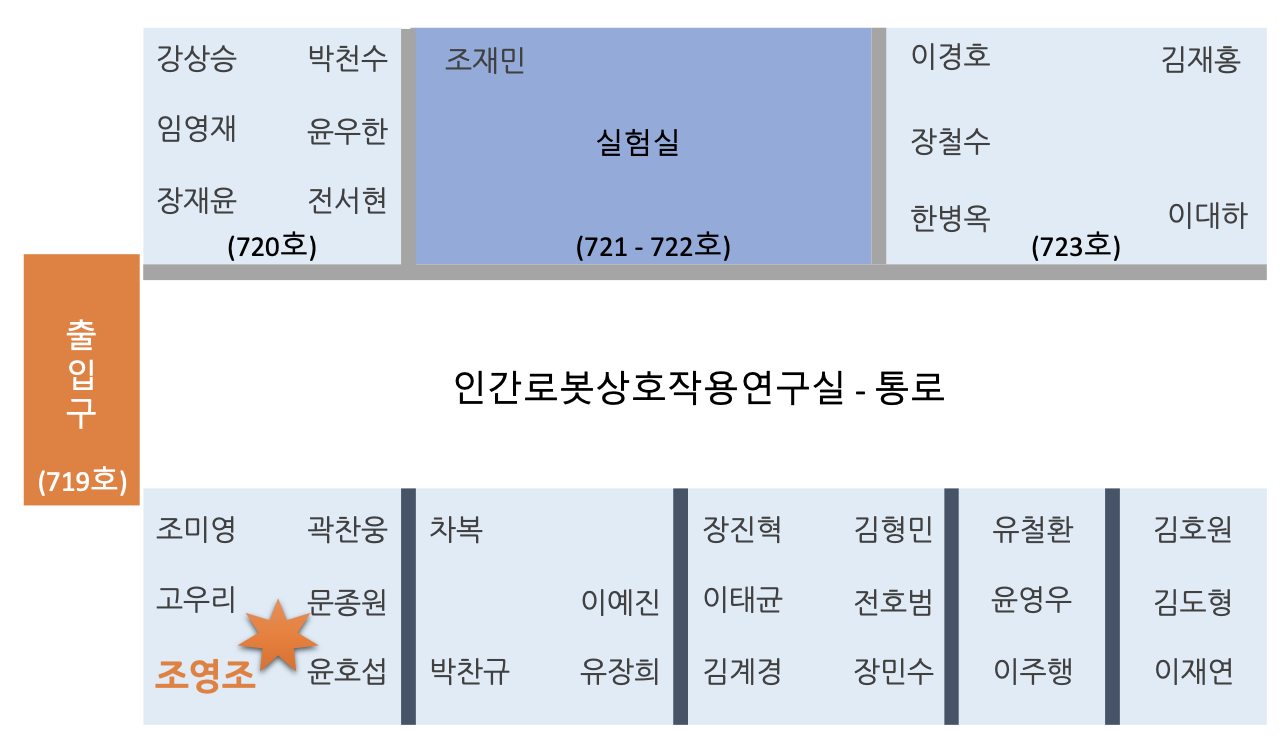 강상승 박천수
임영재 윤우한
장재윤 전서현
(720호)
조재민
실험실
(721 - 722호)
이경호 김재홍
장철수
한병옥 이대하
(723호)
출
입
구
(719호)
인간로봇상호작용연구실 - 통로
조미영 곽찬웅
고우리 문종원
조영조 윤호섭
차복
이예진
박찬규 유장희
장진혁 김형민
이태균 전호범
김계경 장민수
유철환
윤영우
이주행
김호원
김도형
이재연